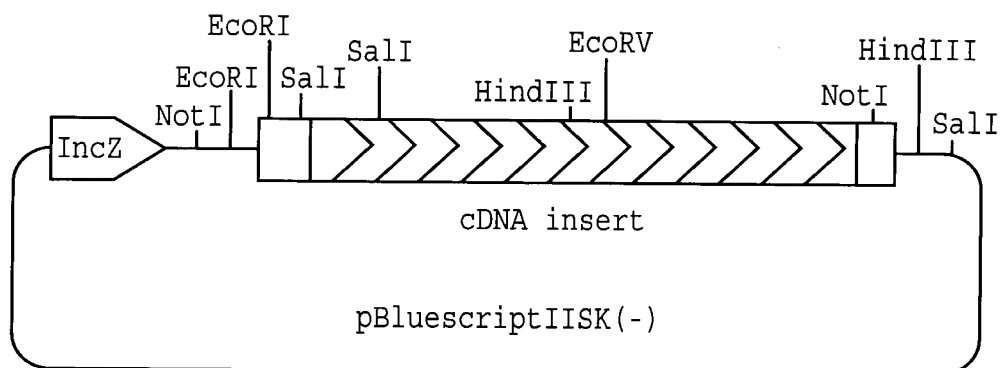 EcoRI
SalI
EcoRV
HindIII
EcoRI
SalI
HindIII
NotI
NotI
SalI
IncZ
cDNA insert
pBluescriptIISK(-)